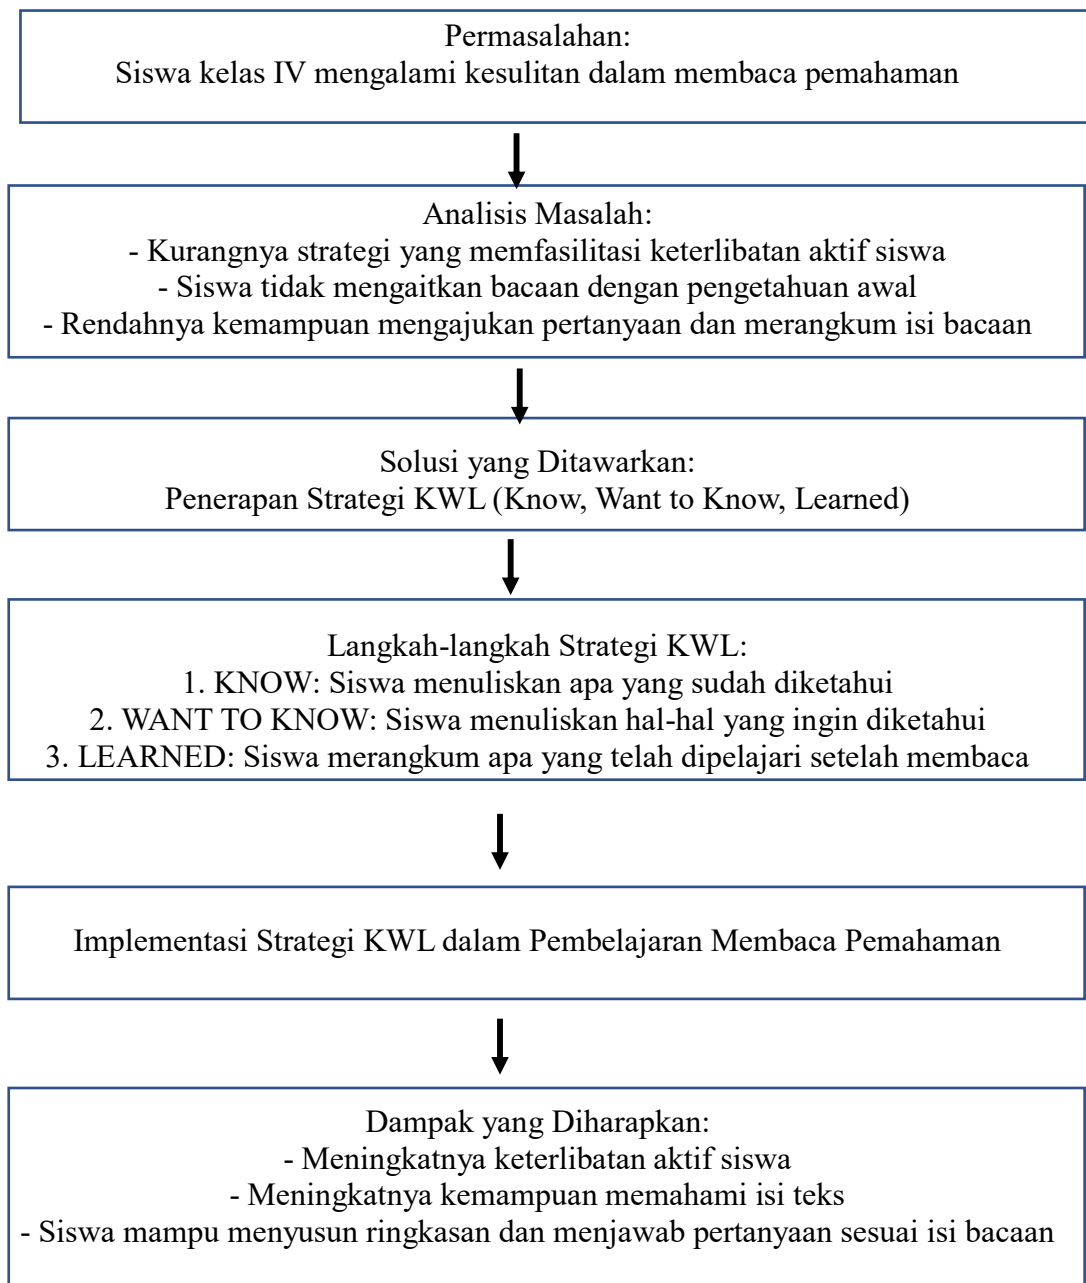 Permasalahan:
Siswa kelas IV mengalami kesulitan dalam membaca pemahaman
Analisis Masalah:
- Kurangnya strategi yang memfasilitasi keterlibatan aktif siswa
- Siswa tidak mengaitkan bacaan dengan pengetahuan awal
- Rendahnya kemampuan mengajukan pertanyaan dan merangkum isi bacaan
Solusi yang Ditawarkan:
Penerapan Strategi KWL (Know, Want to Know, Learned)
Langkah-langkah Strategi KWL:
1. KNOW: Siswa menuliskan apa yang sudah diketahui
2. WANT TO KNOW: Siswa menuliskan hal-hal yang ingin diketahui
3. LEARNED: Siswa merangkum apa yang telah dipelajari setelah membaca
Implementasi Strategi KWL dalam Pembelajaran Membaca Pemahaman
Dampak yang Diharapkan:
- Meningkatnya keterlibatan aktif siswa
- Meningkatnya kemampuan memahami isi teks
- Siswa mampu menyusun ringkasan dan menjawab pertanyaan sesuai isi bacaan